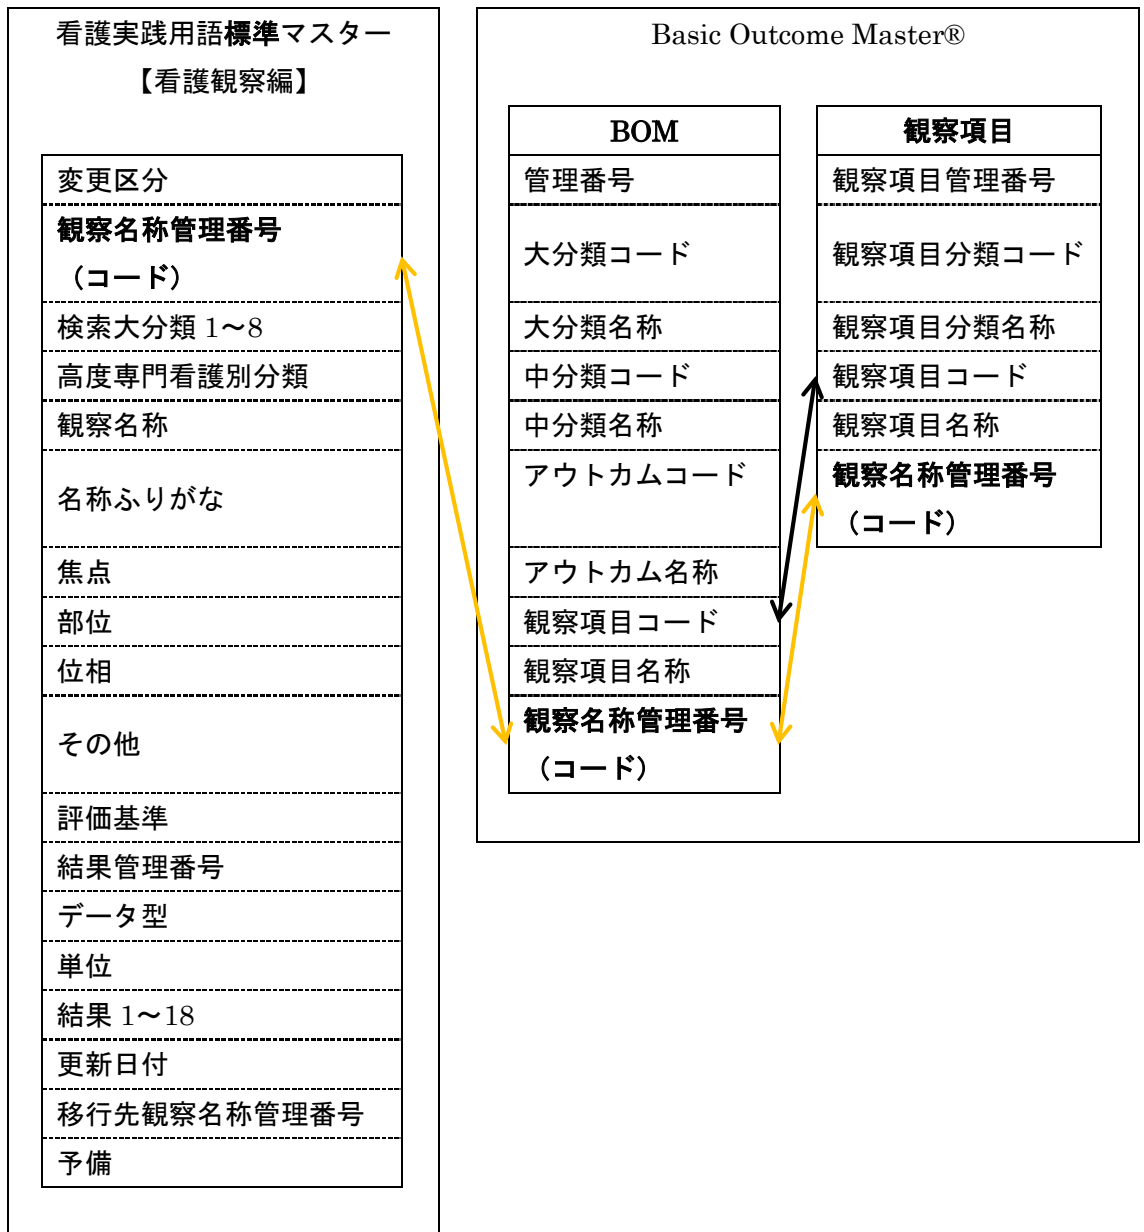 看護実践用語標準マスター
【看護観察編】
変更区分
観察名称管理番号
（コード）
検索大分類 1～8
高度専門看護別分類
観察名称
名称ふりがな
焦点
部位
位相
その他
評価基準
結果管理番号
データ型
単位
結果 1～18
更新日付
移行先観察名称管理番号
予備
Basic Outcome Master®
BOM
管理番号
大分類コード
大分類名称
中分類コード
中分類名称
アウトカムコード
アウトカム名称
観察項目コード
観察項目名称
観察名称管理番号
（コード）
観察項目
観察項目管理番号
観察項目分類コード
観察項目分類名称
観察項目コード
観察項目名称
観察名称管理番号
（コード）